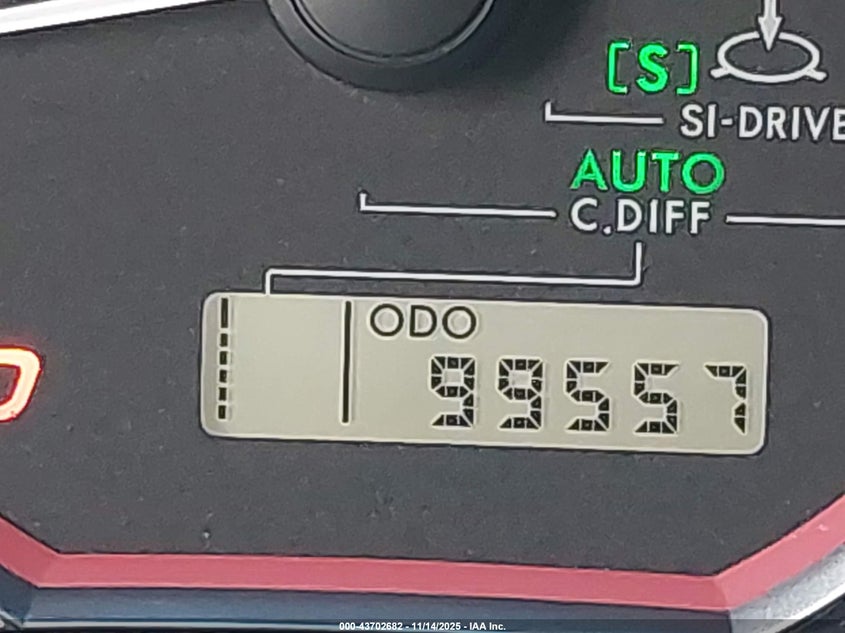 [S]
SI-DRIVE
AUTO
C.DIFF
ODO
99557
000-43702682 - 11/14/2025 - IAA Inc.